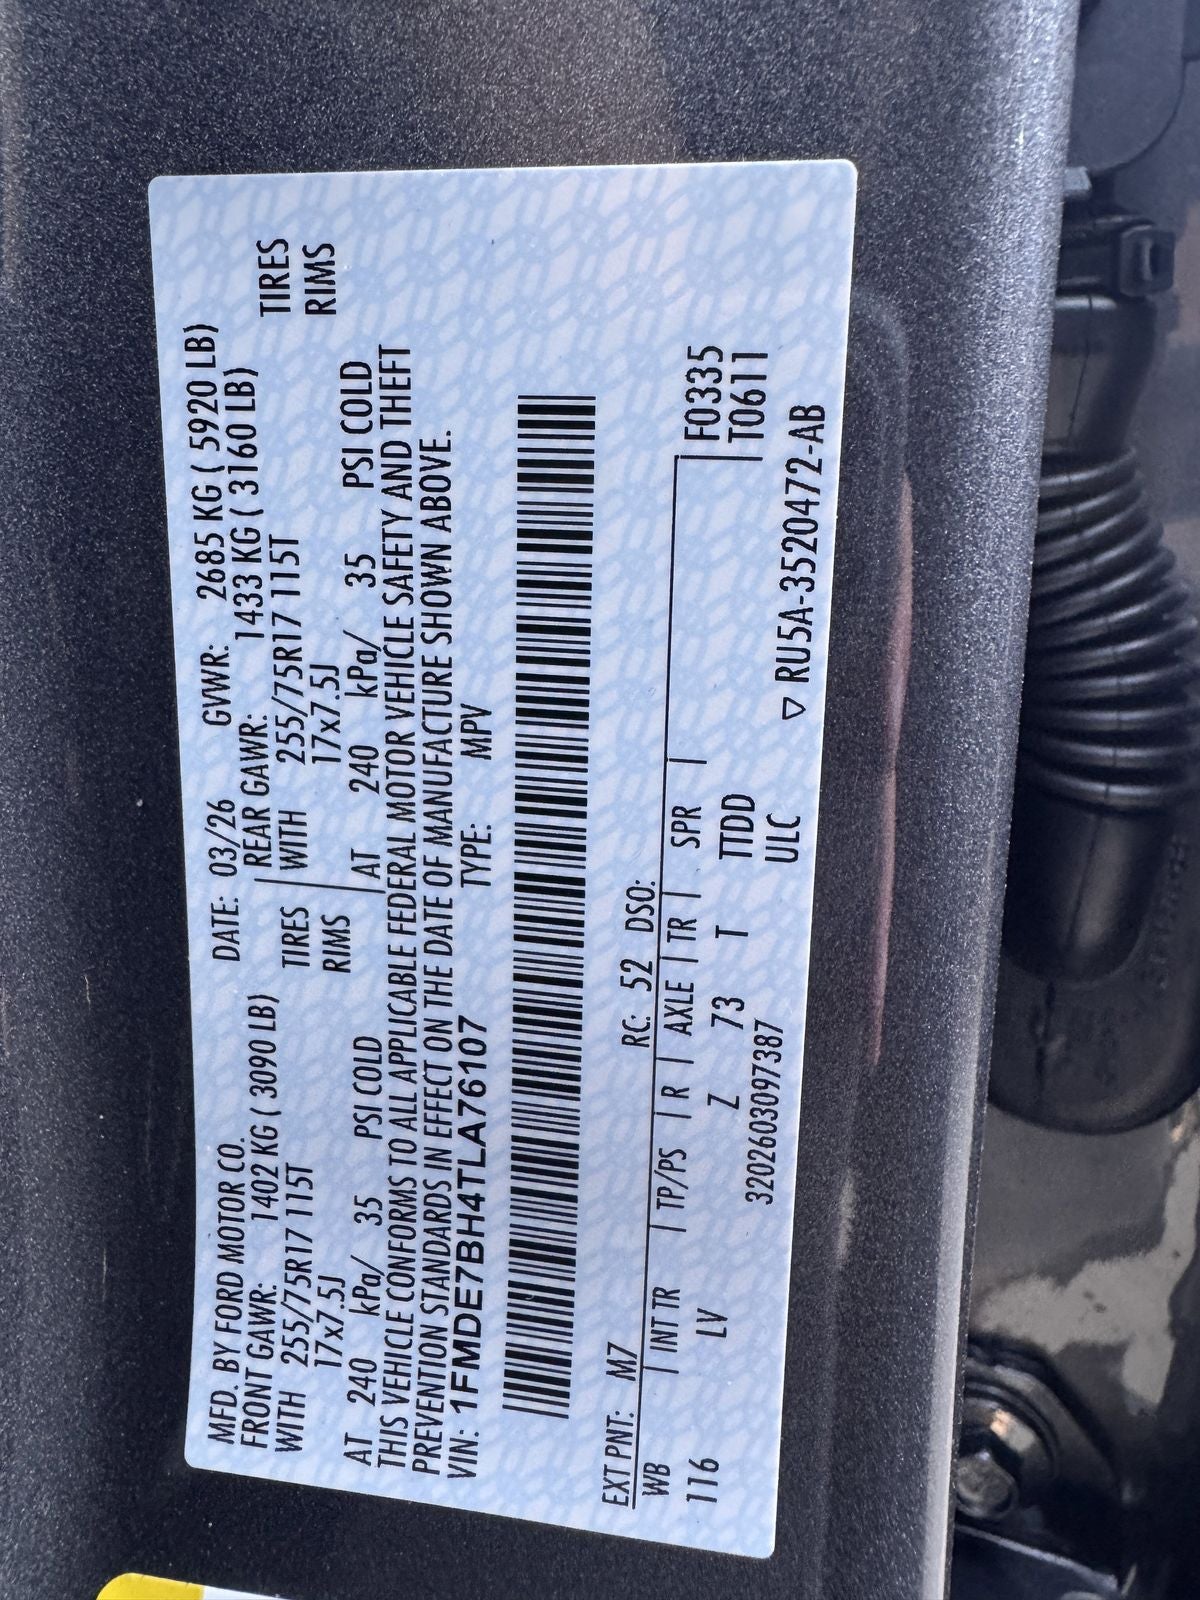 MFD. BY FORD MOTOR CO. DATE: 03/26 GVWR: 2685 KG ( 5920 LB)
FRONT GAWR: 1402 KG ( 3090 LB) REAR GAWR: 1433 KG ( 3160 LB)
WITH 255/75R17 115T TIRES WITH 255/75R17 115T TIRES
17x7.5J RIMS 17x7.5J RIMS
AT 240 kPa/ 35 PSI COLD AT 240 kPa/ 35 PSI COLD
THIS VEHICLE CONFORMS TO ALL APPLICABLE FEDERAL MOTOR VEHICLE SAFETY AND THEFT
PREVENTION STANDARDS IN EFFECT ON THE DATE OF MANUFACTURE SHOWN ABOVE.
VIN: 1FMDE7BH4TLA76107 TYPE: MPV
EXT PNT: M7 RC: 52 DSO:
WB INT TR TP/PS R AXLE TR SPR F0335
116 LV Z 73 T TTDD T0611
3202603097387 ULC ▽ RU5A-3520472-AB